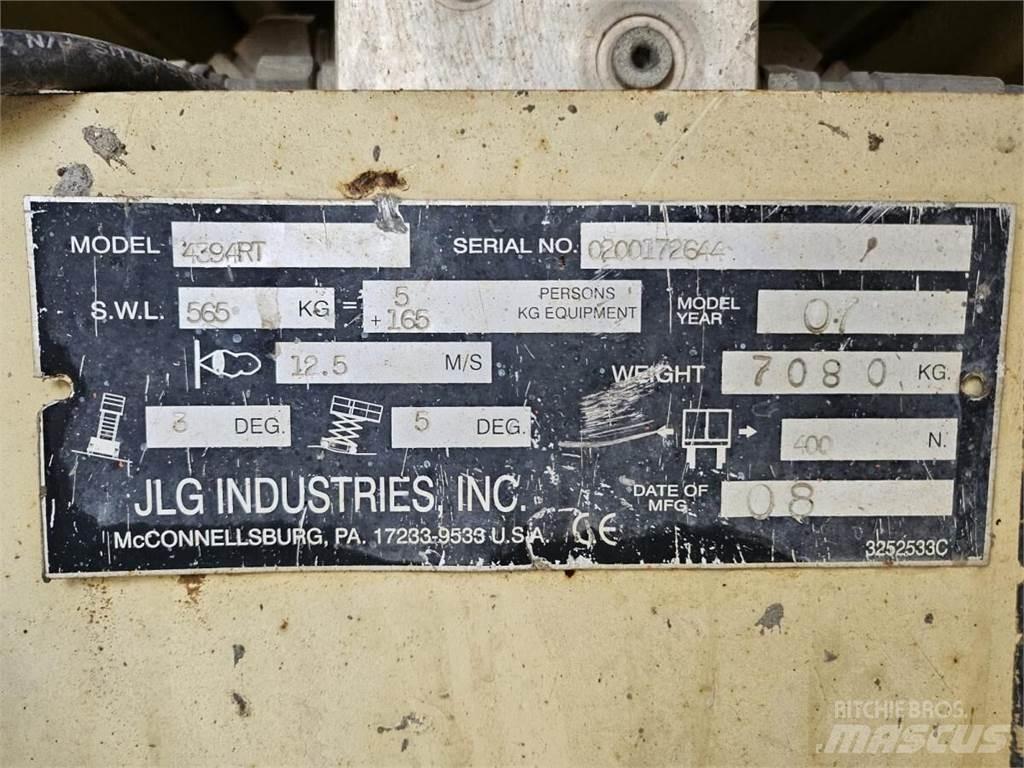 MODEL 4394RT SERIAL NO. 0200172644
S.W.L. 565 KG = 5 PERSONS
+165 KG EQUIPMENT
MODEL YEAR 07
12.5 M/S
WEIGHT 7080 KG.
3 DEG. 5 DEG.
400 N.
JLG INDUSTRIES, INC.
DATE OF MFG. 08
McCONNELLSBURG, PA. 17233-9533 U.S.A. CE
3252533C
RITCHIE BROS.
MASCUS